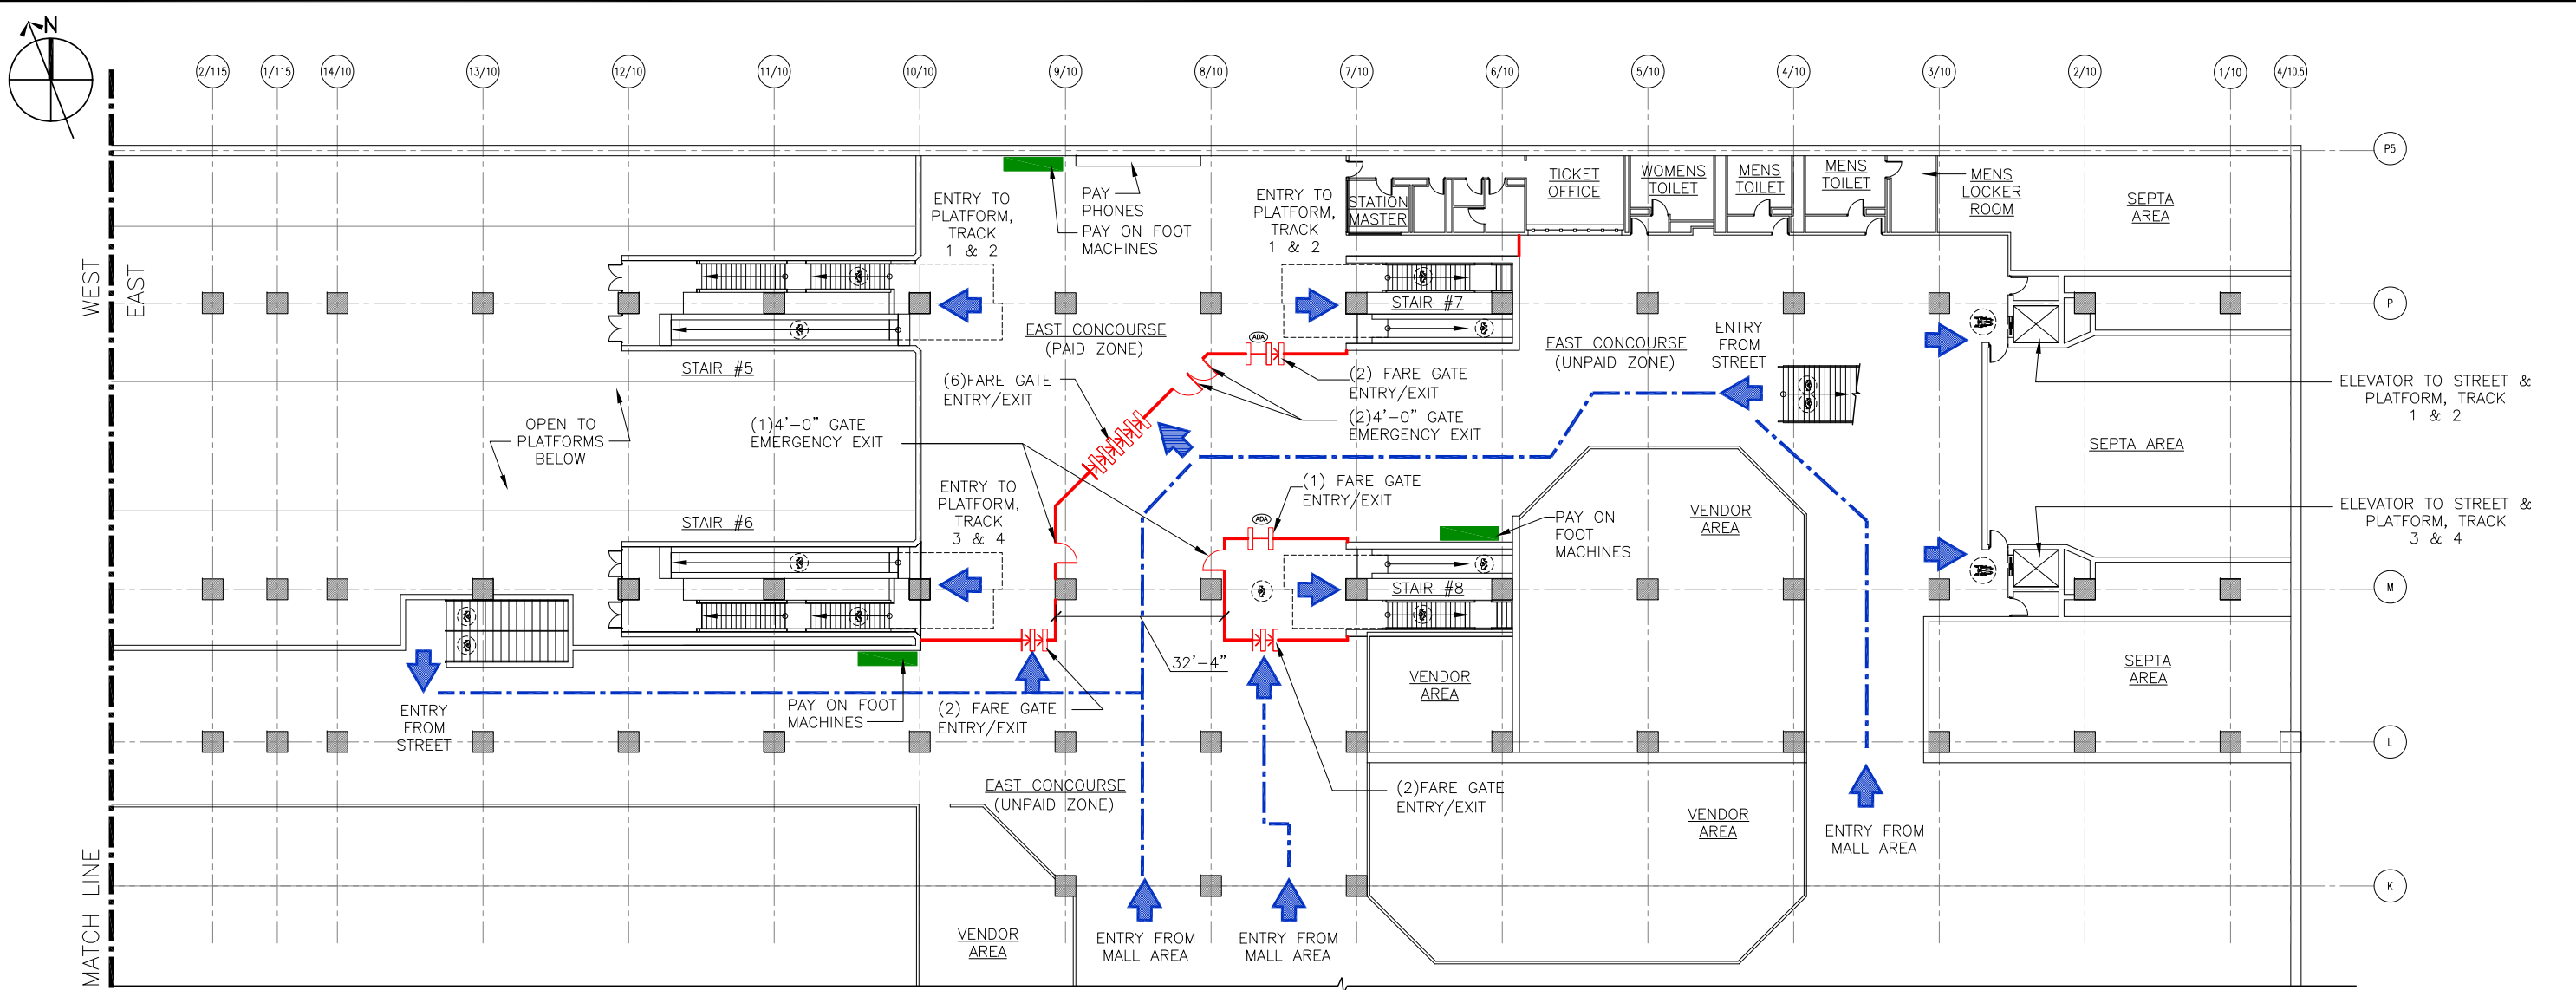 N
2/115
1/115
14/10
13/10
12/10
11/10
10/10
9/10
8/10
7/10
6/10
5/10
4/10
3/10
2/10
1/10
4/10.5
P5
P
M
L
K
WEST
EAST
MATCH LINE
ENTRY TO
PLATFORM,
TRACK
1 & 2
PAY
PHONES
PAY ON FOOT
MACHINES
ENTRY TO
PLATFORM,
TRACK
1 & 2
STATION
MASTER
TICKET
OFFICE
WOMENS
TOILET
MENS
TOILET
MENS
TOILET
MENS
LOCKER
ROOM
SEPTA
AREA
STAIR #7
EAST CONCOURSE
(PAID ZONE)
ADA
EAST CONCOURSE
(UNPAID ZONE)
ENTRY
FROM
STREET
STAIR #5
(6)FARE GATE
ENTRY/EXIT
(2) FARE GATE
ENTRY/EXIT
(2)4'-0" GATE
EMERGENCY EXIT
ELEVATOR TO STREET &
PLATFORM, TRACK
1 & 2
OPEN TO
PLATFORMS
BELOW
(1)4'-0" GATE
EMERGENCY EXIT
SEPTA AREA
ENTRY TO
PLATFORM,
TRACK
3 & 4
(1) FARE GATE
ENTRY/EXIT
ADA
PAY ON
FOOT
MACHINES
VENDOR
AREA
ELEVATOR TO STREET &
PLATFORM, TRACK
3 & 4
STAIR #6
STAIR #8
32'-4"
VENDOR
AREA
SEPTA
AREA
ENTRY
FROM
STREET
PAY ON FOOT
MACHINES
(2) FARE GATE
ENTRY/EXIT
EAST CONCOURSE
(UNPAID ZONE)
(2)FARE GATE
ENTRY/EXIT
VENDOR
AREA
ENTRY FROM
MALL AREA
VENDOR
AREA
ENTRY FROM
MALL AREA
ENTRY FROM
MALL AREA